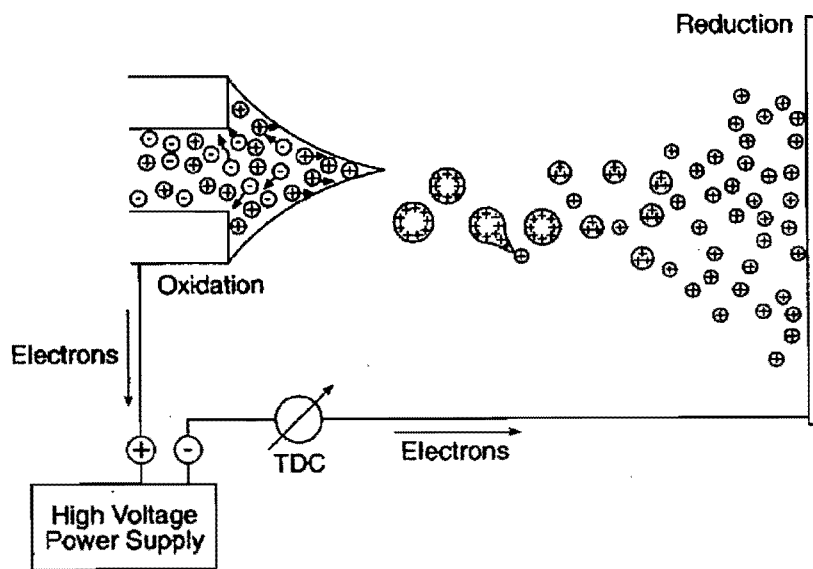 Reduction
Oxidation
Electrons
TDC
Electrons
+
-
High Voltage
Power Supply